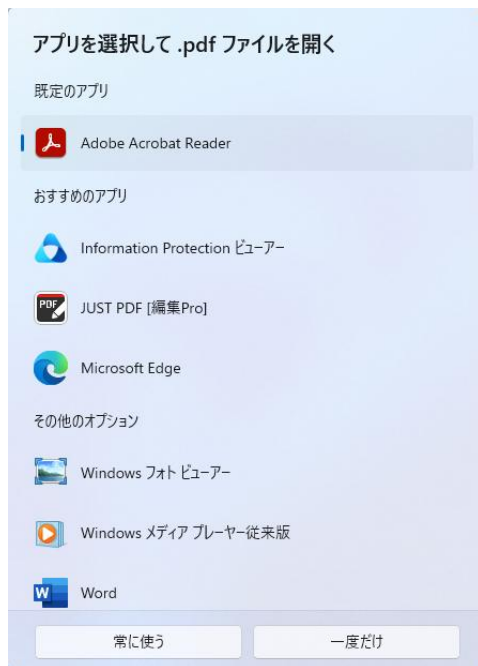 アプリを選択して .pdf ファイルを開く
既定のアプリ
Adobe Acrobat Reader
おすすめのアプリ
Information Protection ビューアー
PDF
JUST PDF [編集Pro]
Microsoft Edge
その他のオプション
Windows フォト ビューアー
Windows メディア プレーヤー従来版
W
Word
常に使う
一度だけ